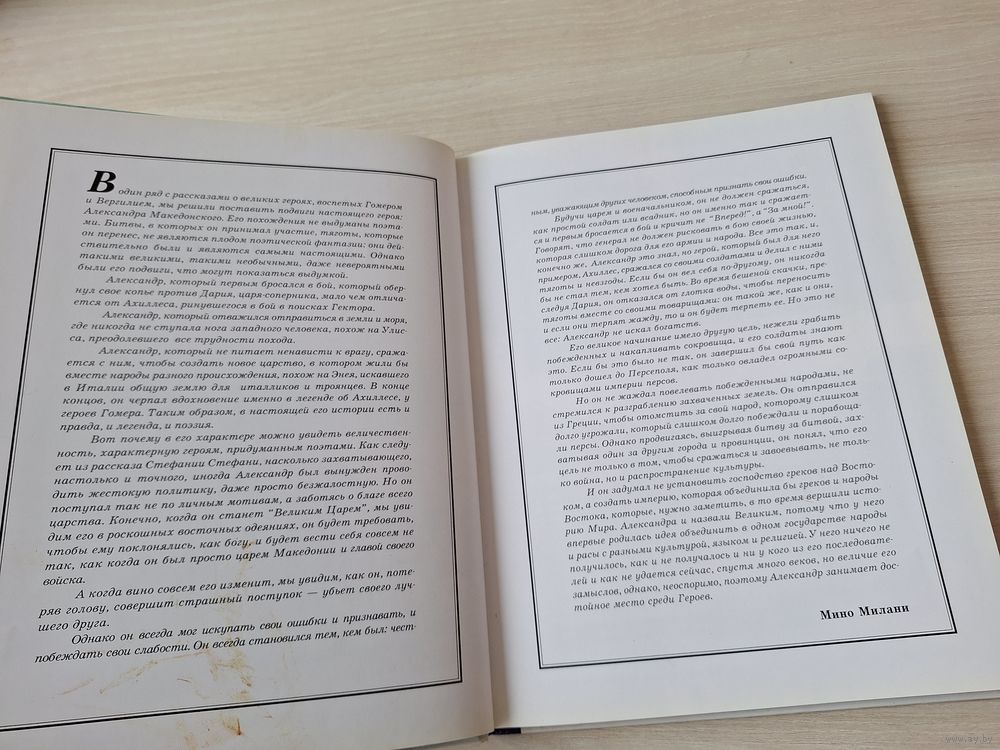 В один ряд с рассказами о великих героях, воспетых Гомером
и Вергилием, мы решили поставить подвиги настоящего героя:
Александра Македонского. Его похождения не выдуманы поэта-
ми. Битвы, в которых он принимал участие, тяготы, которые
он перенес, не являются плодом поэтической фантазии: они дей-
ствительно были и являются самыми настоящими. Однако
такими великими, такими необычными, даже невероятными
были его подвиги, что могут показаться выдумкой.
Александр, который первым бросался в бой, который обер-
нул свое копье против Дария, царя-соперника, мало чем отлича-
ется от Ахиллеса, ринувшегося в бой в поисках Гектора.
Александр, который отважился отправиться в земли и моря,
где никогда не ступала нога западного человека, похож на Улис-
са, преодолевшего все трудности похода.
Александр, который не питает ненависти к врагу, сража-
ется с ним, чтобы создать новое царство, в котором жили бы
вместе народы разного происхождения, похож на Энея, искавшего
в Италии общую землю для италликов и троянцев. В конце
концов, он черпал вдохновение именно в легенде об Ахиллесе, у
героев Гомера. Таким образом, в настоящей его истории есть и
правда, и легенда, и поэзия.
Вот почему в его характере можно увидеть величествен-
ность, характерную героям, придуманным поэтами. Как следу-
ет из рассказа Стефании Стефани, насколько захватывающего,
настолько и точного, иногда Александр был вынужден прово-
дить жестокую политику, даже просто безжалостную. Но он
поступал так не по личным мотивам, а заботясь о благе всего
царства. Конечно, когда он станет "Великим Царем", мы уви-
дим его в роскошных восточных одеяниях, он будет требовать,
чтобы ему поклонялись, как богу, и будет вести себя совсем не
так, как когда он был просто царем Македонии и главой своего
войска.
А когда вино совсем его изменит, мы увидим, как он, поте-
ряв голову, совершит страшный поступок — убьет своего луч-
шего друга.
Однако он всегда мог искупать свои ошибки и признавать, и
побеждать свои слабости. Он всегда становился тем, кем был: чест-
ным, уважающим других человеком, способным признать свои ошибки.
Будучи царем и военачальником, он не должен сражаться,
как простой солдат или всадник, но он именно так и сражает-
ся и первым бросается в бой и кричит не "Вперед!", а "За мной!".
Говорят, что генерал не должен рисковать в бою своей жизнью,
которая слишком дорога для его армии и народа. Все это так, и,
конечно же, Александр это знал, но герой, который был для него
примером, Ахиллес, сражался со своими солдатами и делил с ними
тяготы и невзгоды. Если бы он вел себя по-другому, он никогда
бы не стал тем, кем хотел быть. Во время бешеной скачки, пре-
следуя Дария, он отказался от глотка воды, чтобы переносить
тяготы вместе со своими товарищами: он такой же, как и они,
и если они терпят жажду, то и он будет терпеть ее. Но это не
все: Александр не искал богатств.
Его великое начинание имело другую цель, нежели грабить
побежденных и накапливать сокровища, и его солдаты знают
это. Если бы это было не так, он завершил бы свой путь как
только дошел до Персеполя, как только овладел огромными со-
кровищами империи персов.
Но он не жаждал повелевать побежденными народами, не
стремился к разграблению захваченных земель. Он отправился
из Греции, чтобы отомстить за свой народ, которому слишком
долго угрожали, который слишком долго побеждали и порабоща-
ли персы. Однако продвигаясь, выигрывая битву за битвой, зах-
ватывая один за другим города и провинции, он понял, что его
цель не только в том, чтобы сражаться и завоевывать, не толь-
ко война, но и распространение культуры.
И он задумал не установить господство греков над Восто-
ком, а создать империю, которая объединила бы греков и народы
Востока, которые, нужно заметить, в то время вершили исто-
рию Мира. Александра и назвали Великим, потому что у него
впервые родилась идея объединить в одном государстве народы
и расы с разными культурой, языком и религией. У него ничего не
получилось, как и не получалось и ни у кого из его последовате-
лей и как не удается сейчас, спустя много веков, но величие его
замыслов, однако, неоспоримо, поэтому Александр занимает дос-
тойное место среди Героев.
Мино Милани
www.ay.by